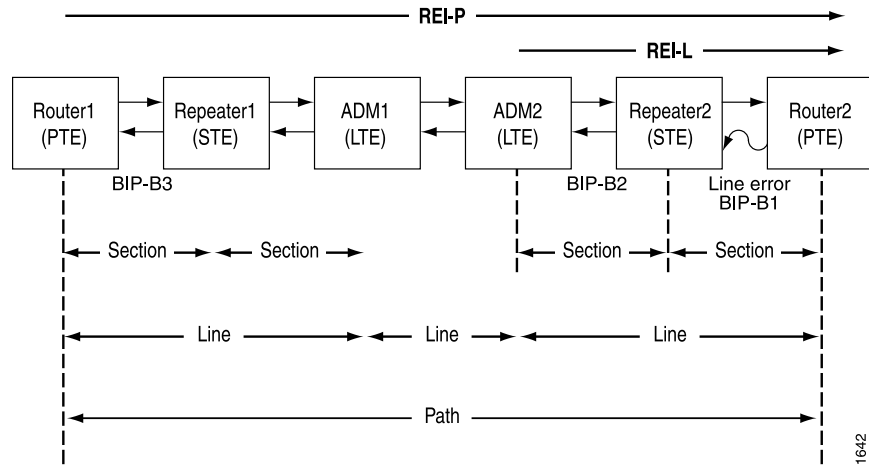 REI-P
REI-L
Router1
(PTE)
Repeater1
(STE)
ADM1
(LTE)
ADM2
(LTE)
Repeater2
(STE)
Router2
(PTE)
BIP-B3
BIP-B2
Line error
BIP-B1
Section
Section
Section
Section
Line
Line
Line
Path
1642